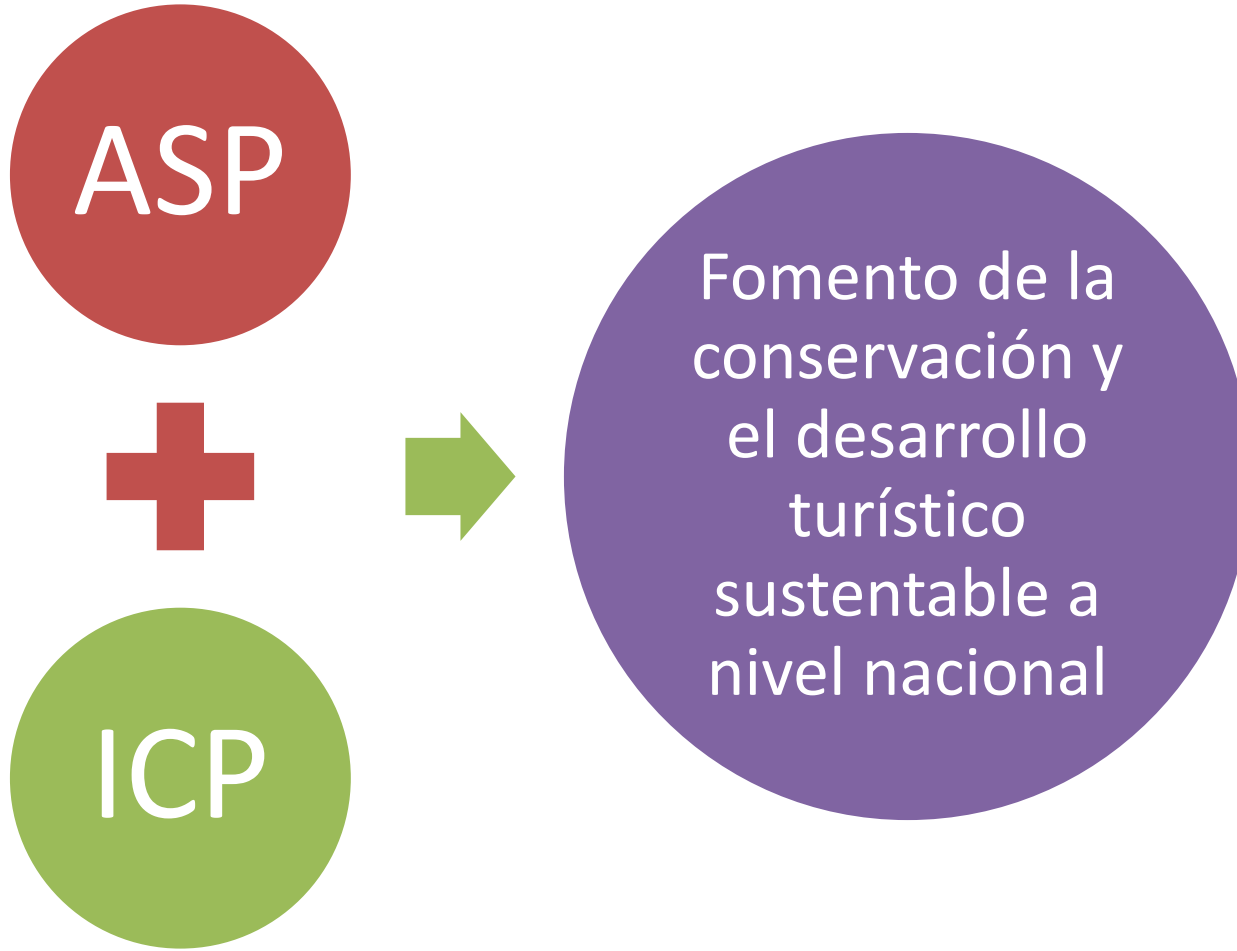 ASP
ICP
Fomento de la
conservación y
el desarrollo
turístico
sustentable a
nivel nacional